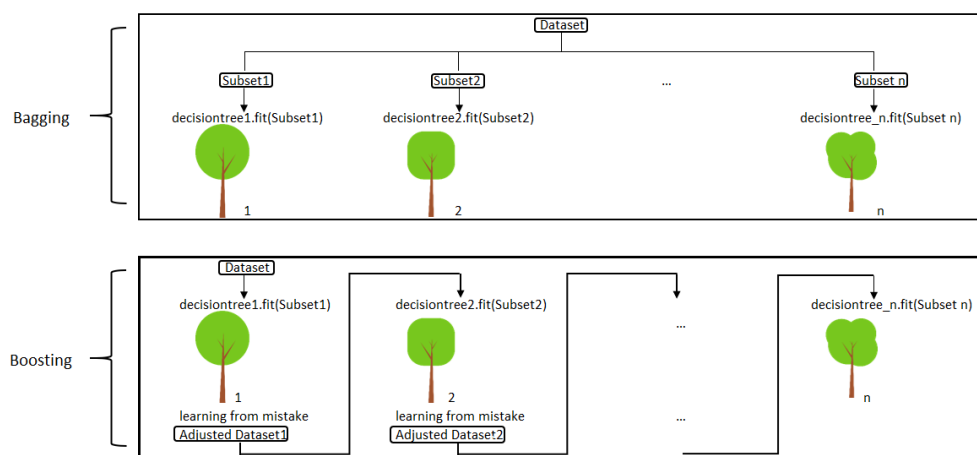 Dataset
Subset1
Subset2
...
Subset n
Bagging
decisiontree1.fit(Subset1)
decisiontree2.fit(Subset2)
decisiontree_n.fit(Subset n)
1
2
n
Boosting
Dataset
decisiontree1.fit(Subset1)
decisiontree2.fit(Subset2)
...
decisiontree_n.fit(Subset n)
1
2
n
learning from mistake
learning from mistake
...
Adjusted Dataset1
Adjusted Dataset2